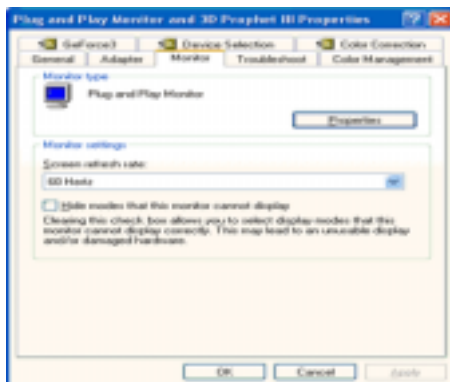 Plug and Play Monitor and 3D Prophet III Properties
GeForce3 Device Selection Color Correction
General Adapter Monitor Troubleshoot Color Management
Monitor type
Plug and Play Monitor
Properties
Monitor settings
Screen refresh rate:
60 Hertz
Hide modes that this monitor cannot display
Clearing this check box allows you to select display modes that this
monitor cannot display correctly. This may lead to an unusable display
and/or damaged hardware.
OK Cancel Apply